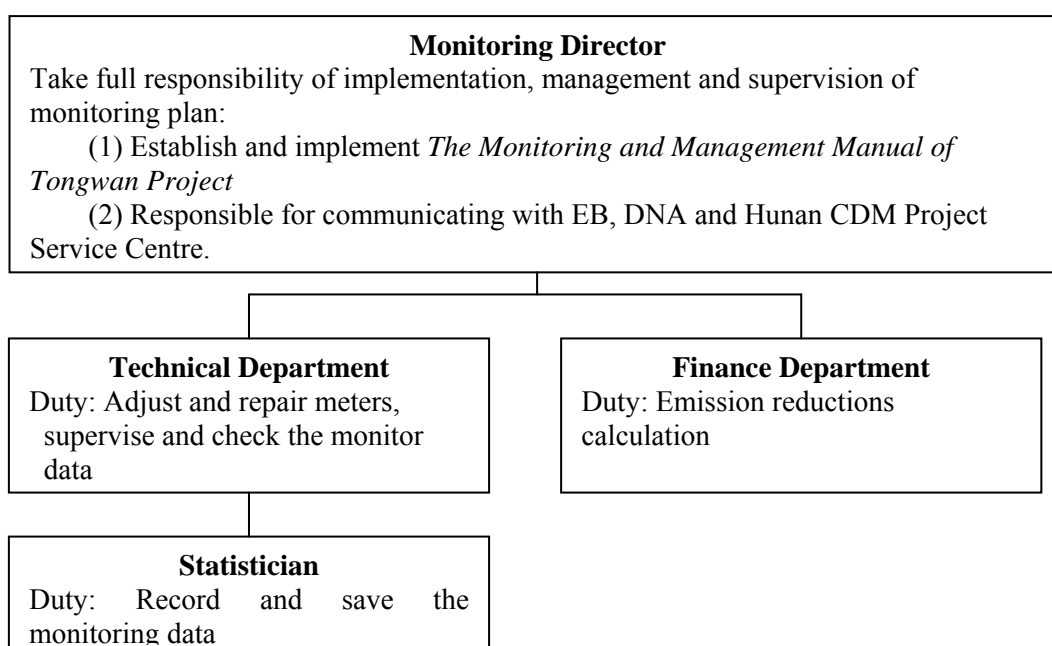 Monitoring Director
Take full responsibility of implementation, management and supervision of
monitoring plan:
(1) Establish and implement The Monitoring and Management Manual of
Tongwan Project
(2) Responsible for communicating with EB, DNA and Hunan CDM Project
Service Centre.
Technical Department
Duty: Adjust and repair meters,
supervise and check the monitor
data
Finance Department
Duty: Emission reductions
calculation
Statistician
Duty: Record and save the
monitoring data